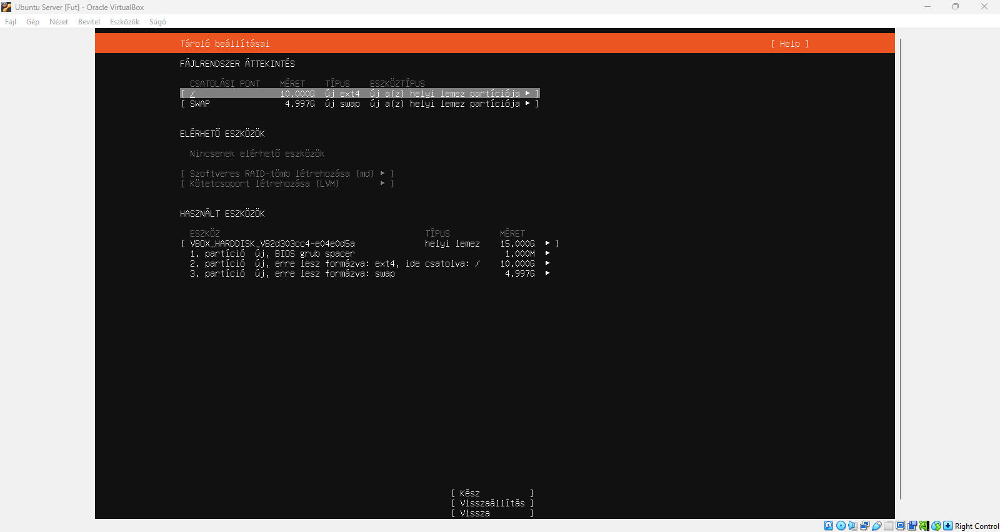 Ubuntu Server [Fut] - Oracle VirtualBox
Fájl Gép Nézet Bevitel Eszközök Súgó
Tároló beállításai [ Help ]
FÁJLRENDSZER ÁTTEKINTÉS
CSATOLÁSI PONT MÉRET TÍPUS ESZKÖZTÍPUS
[ / 10.000G új ext4 új a(z) helyi lemez partíciója ▸ ]
[ SWAP 4.997G új swap új a(z) helyi lemez partíciója ▸ ]
ELÉRHETŐ ESZKÖZÖK
Nincsenek elérhető eszközök
[ Szoftveres RAID-tömb létrehozása (md) ▸ ]
[ Kötetcsoport létrehozása (LVM) ▸ ]
HASZNÁLT ESZKÖZÖK
ESZKÖZ TÍPUS MÉRET
[ VBOX_HARDDISK_VB2d303cc4-e04e0d5a helyi lemez 15.000G ▸ ]
1. partíció új, BIOS grub spacer 1.000M ▸
2. partíció új, erre lesz formázva: ext4, ide csatolva: / 10.000G ▸
3. partíció új, erre lesz formázva: swap 4.997G ▸
[ Kész ]
[ Visszaállítás ]
[ Vissza ]
Right Control